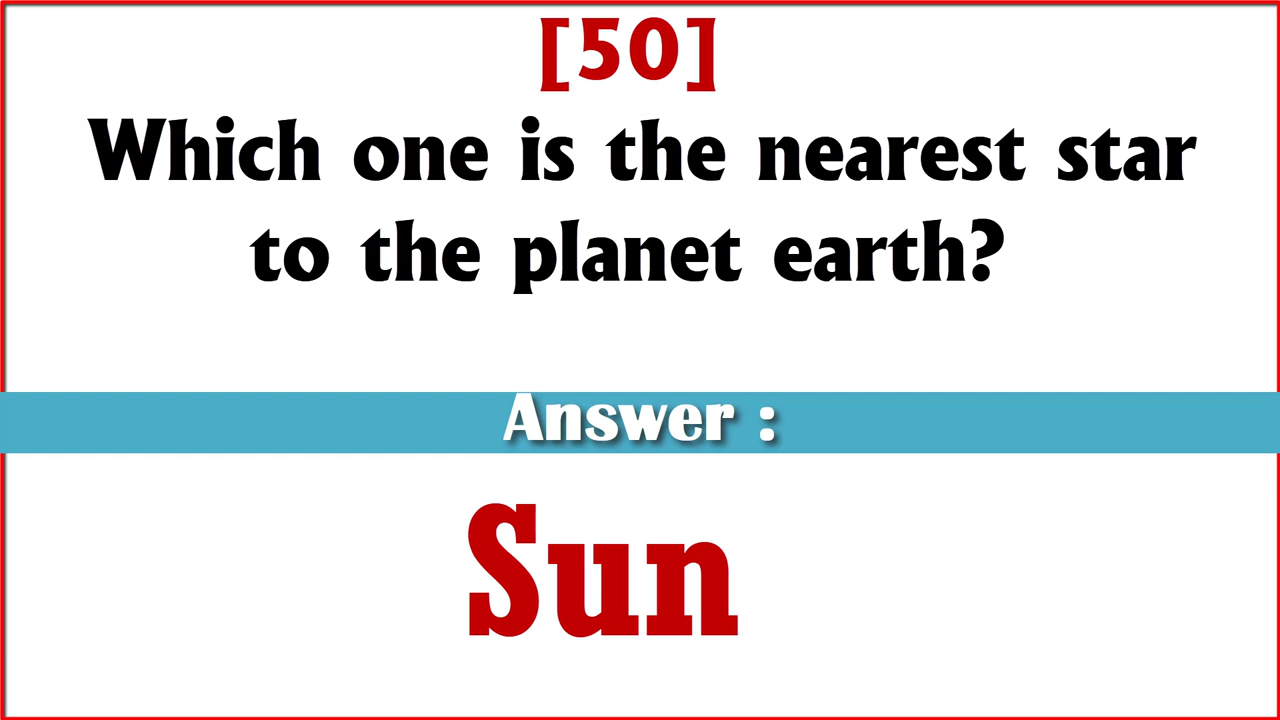 [50]
Which one is the nearest star
to the planet earth?
Answer :
Sun